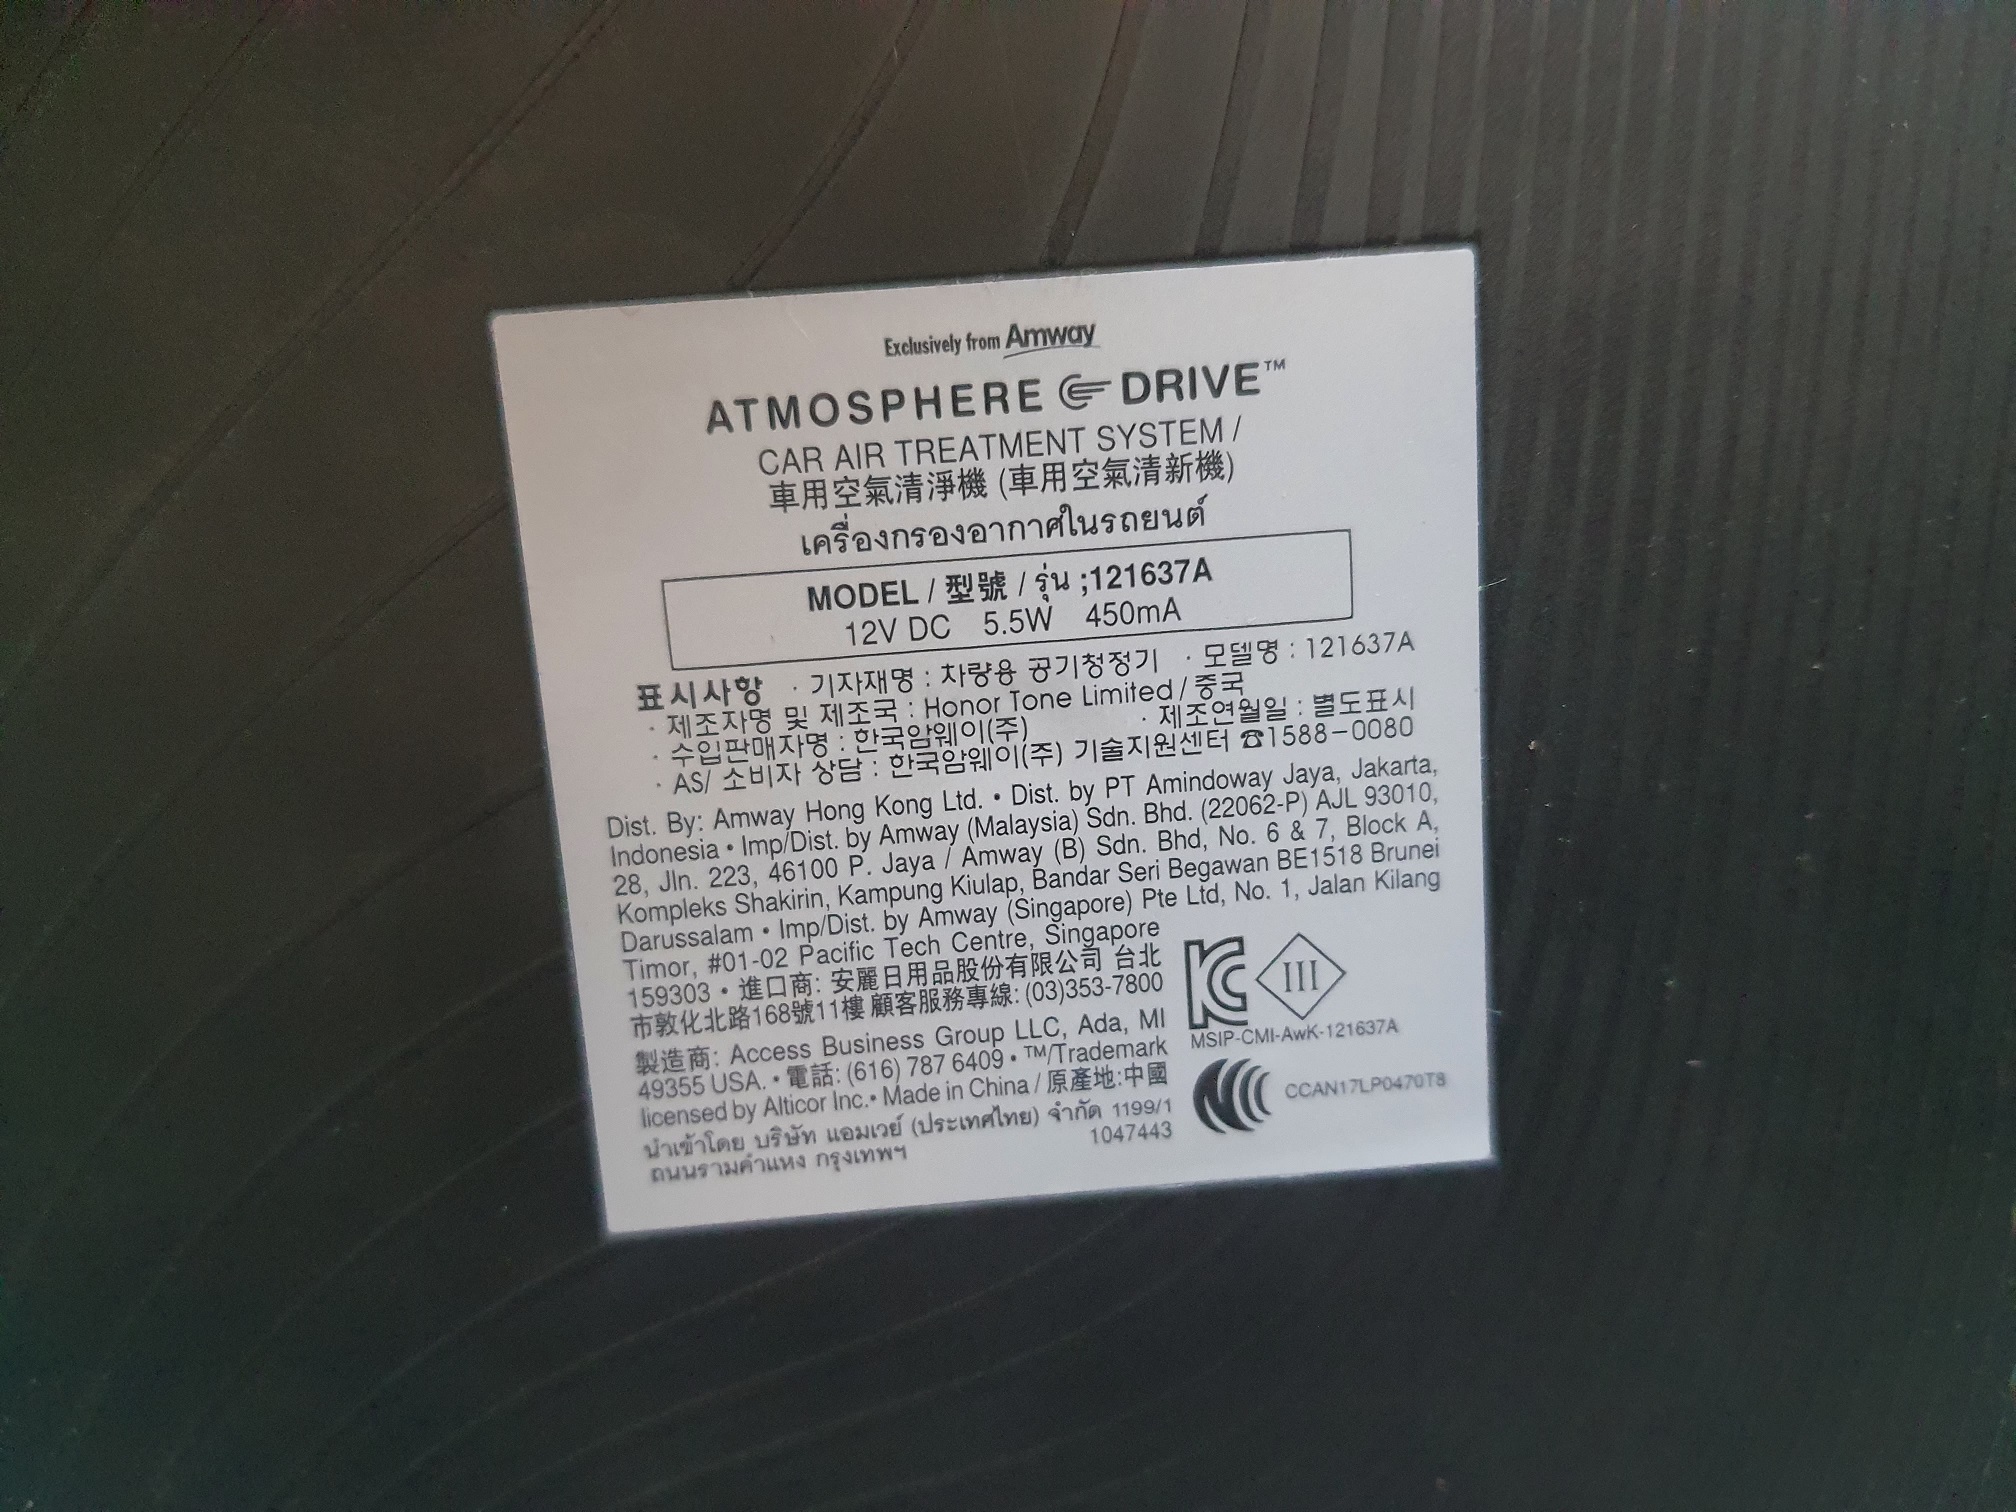 Exclusively from Amway
ATMOSPHERE DRIVE™
CAR AIR TREATMENT SYSTEM /
車用空氣清淨機 (車用空氣清新機)
เครื่องกรองอากาศในรถยนต์
MODEL / 型號 / รุ่น ;121637A
12V DC 5.5W 450mA
표시사항 · 기자재명 : 차량용 공기청정기 · 모델명 : 121637A
· 제조자명 및 제조국 : Honor Tone Limited / 중국
· 수입판매자명 : 한국암웨이(주) · 제조연월일 : 별도표시
· AS/ 소비자 상담 : 한국암웨이(주) 기술지원센터 ☎1588-0080
Dist. By: Amway Hong Kong Ltd. • Dist. by PT Amindoway Jaya, Jakarta,
Indonesia • Imp/Dist. by Amway (Malaysia) Sdn. Bhd. (22062-P) AJL 93010,
28, Jln. 223, 46100 P. Jaya / Amway (B) Sdn. Bhd, No. 6 & 7, Block A,
Kompleks Shakirin, Kampung Kiulap, Bandar Seri Begawan BE1518 Brunei
Darussalam • Imp/Dist. by Amway (Singapore) Pte Ltd, No. 1, Jalan Kilang
Timor, #01-02 Pacific Tech Centre, Singapore
159303 • 進口商: 安麗日用品股份有限公司 台北
市敦化北路168號11樓 顧客服務專線: (03)353-7800
製造商: Access Business Group LLC, Ada, MI
49355 USA. • 電話: (616) 787 6409 • ™/Trademark
licensed by Alticor Inc.• Made in China / 原產地:中國
นำเข้าโดย บริษัท แอมเวย์ (ประเทศไทย) จำกัด 1199/1
ถนนรามคำแหง กรุงเทพฯ 1047443
KC III
MSIP-CMI-AwK-121637A
CCAN17LP0470T8